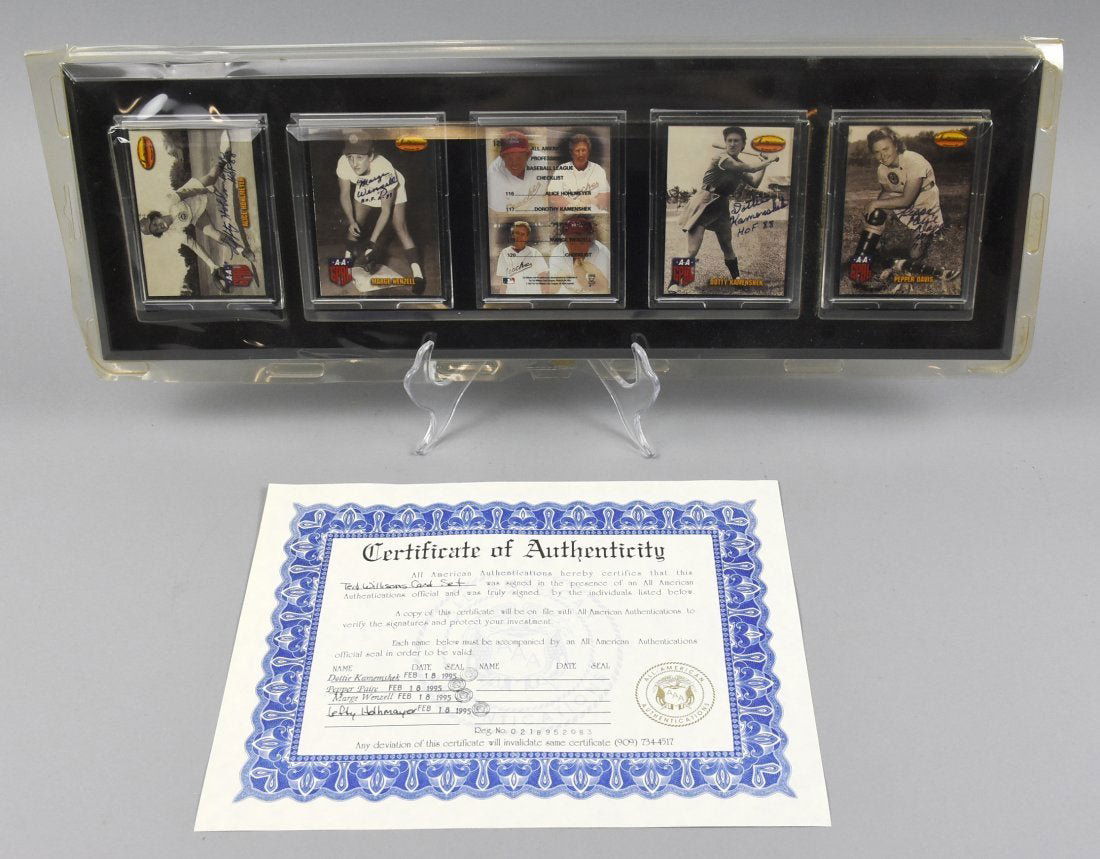 ALICE HOHLMEYER
Marge
Wenzell
H.O.F. 88
MARGE WENZELL
ALL AMERICAN
PROFESSIONAL
BASEBALL LEAGUE
CHECKLIST
116 ALICE HOHLMEYER
117 DOROTHY KAMENSHEK
MARGE WENZELL
120 CHECKLIST
Dottie
Kamenshek
HOF 88
DOTTY KAMENSHEK
PEPPER DAVIS
Certificate of Authenticity
All American Authentications hereby certifies that this
Ted Williams Card Set was signed in the presence of an All American
Authentications official and was truly signed by the individuals listed below.
A copy of this certificate will be on file with All American Authentications to
verify the signatures and protect your investment.
Each name below must be accompanied by an All American Authentications
official seal in order to be valid.
NAME DATE SEAL NAME DATE SEAL
Dottie Kamenshek FEB 18 1995
Pepper Paire FEB 18 1995
Marge Wenzell FEB 18 1995
Lefty Hohmayer FEB 18 1995
ALL AMERICAN
AAA
AUTHENTICATIONS
Reg. No. 0218952083
Any deviation of this certificate will invalidate same certificate (909) 734-4517